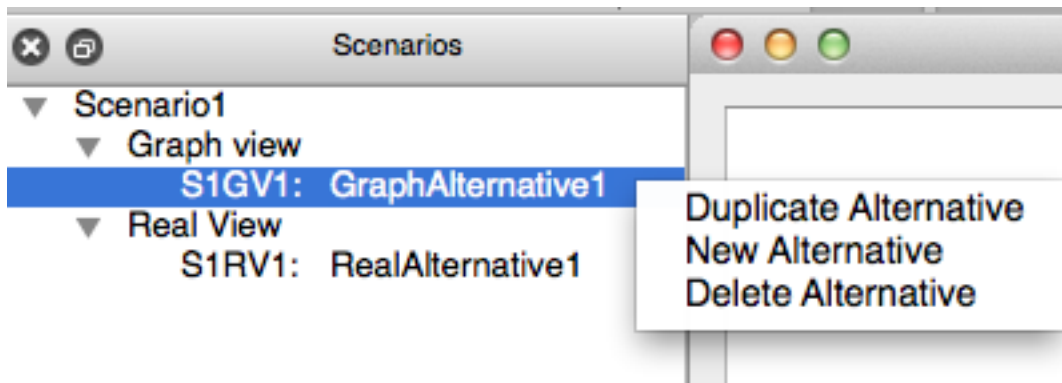 Scenarios
Scenario1
Graph view
S1GV1: GraphAlternative1
Real View
S1RV1: RealAlternative1
Duplicate Alternative
New Alternative
Delete Alternative